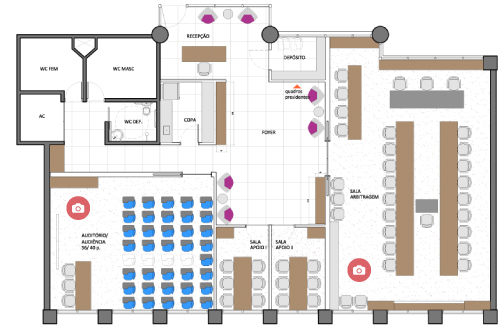 RECEPÇÃO
DEPÓSITO
WC FEM
WC MASC
quadros
presidentes
AC
WC DEF.
COPA
FOYER
SALA
ARBITRAGEM
AUDITÓRIO/
AUDIÊNCIA
56/ 40 p.
SALA
APOIO 1
SALA
APOIO 2